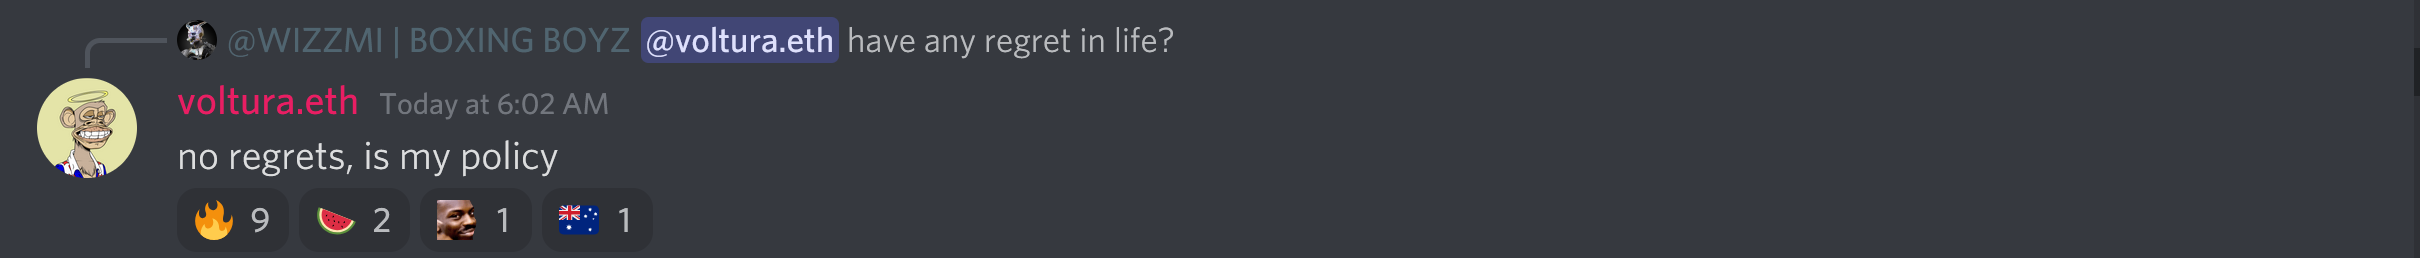 @WIZZMI | BOXING BOYZ @voltura.eth have any regret in life?
voltura.eth Today at 6:02 AM
no regrets, is my policy
9 2 1 1